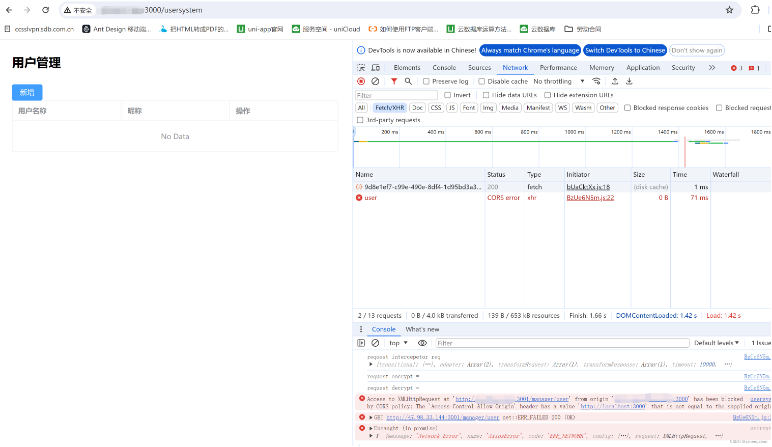 不安全
3000/usersystem
ccsslvpn.sdb.com.cn
Ant Design 移动端...
把HTML转成PDF的...
uni-app官网
服务空间 - uniCloud
如何使用FTP客户端...
云数据库运算方法...
云数据库
劳动合同
用户管理
新增
用户名称 昵称 操作
No Data
DevTools is now available in Chinese! Always match Chrome's language Switch DevTools to Chinese Don't show again
Elements Console Sources Network Performance Memory Application Security 3 1
Preserve log Disable cache No throttling
Filter Invert Hide data URLs Hide extension URLs
All Fetch/XHR Doc CSS JS Font Img Media Manifest WS Wasm Other Blocked response cookies Blocked request
3rd-party requests
200 ms 400 ms 600 ms 800 ms 1000 ms 1200 ms 1400 ms 1600 ms 1800 ms
Name Status Type Initiator Size Time Waterfall
9d8e1ef7-c99e-490e-8df4-1c95bd3a3... 200 fetch bUaCktXs.js:18 (disk cache) 1 ms
user CORS error xhr BzUe6N5m.js:22 0 B 71 ms
2 / 13 requests 0 B / 4.0 kB transferred 139 B / 653 kB resources Finish: 1.66 s DOMContentLoaded: 1.42 s Load: 1.42 s
Console What's new
top Filter Default levels 1 Issue
request interceptor req
{transitional: {…}, adapter: Array(2), transformRequest: Array(1), transformResponse: Array(1), timeout: 10000, …}
request encrypt =
request decrypt =
Access to XMLHttpRequest at 'http: :3001/manager/user' from origin ' :3000' has been blocked
by CORS policy: The 'Access-Control-Allow-Origin' header has a value 'http://localhost:3000' that is not equal to the supplied origin
GET http://47.98.33.144:3001/manager/user net::ERR_FAILED 200 (OK)
Uncaught (in promise)
{message: 'Network Error', name: 'AxiosError', code: 'ERR_NETWORK', config: {…}, request: XMLHttpRequest, …}